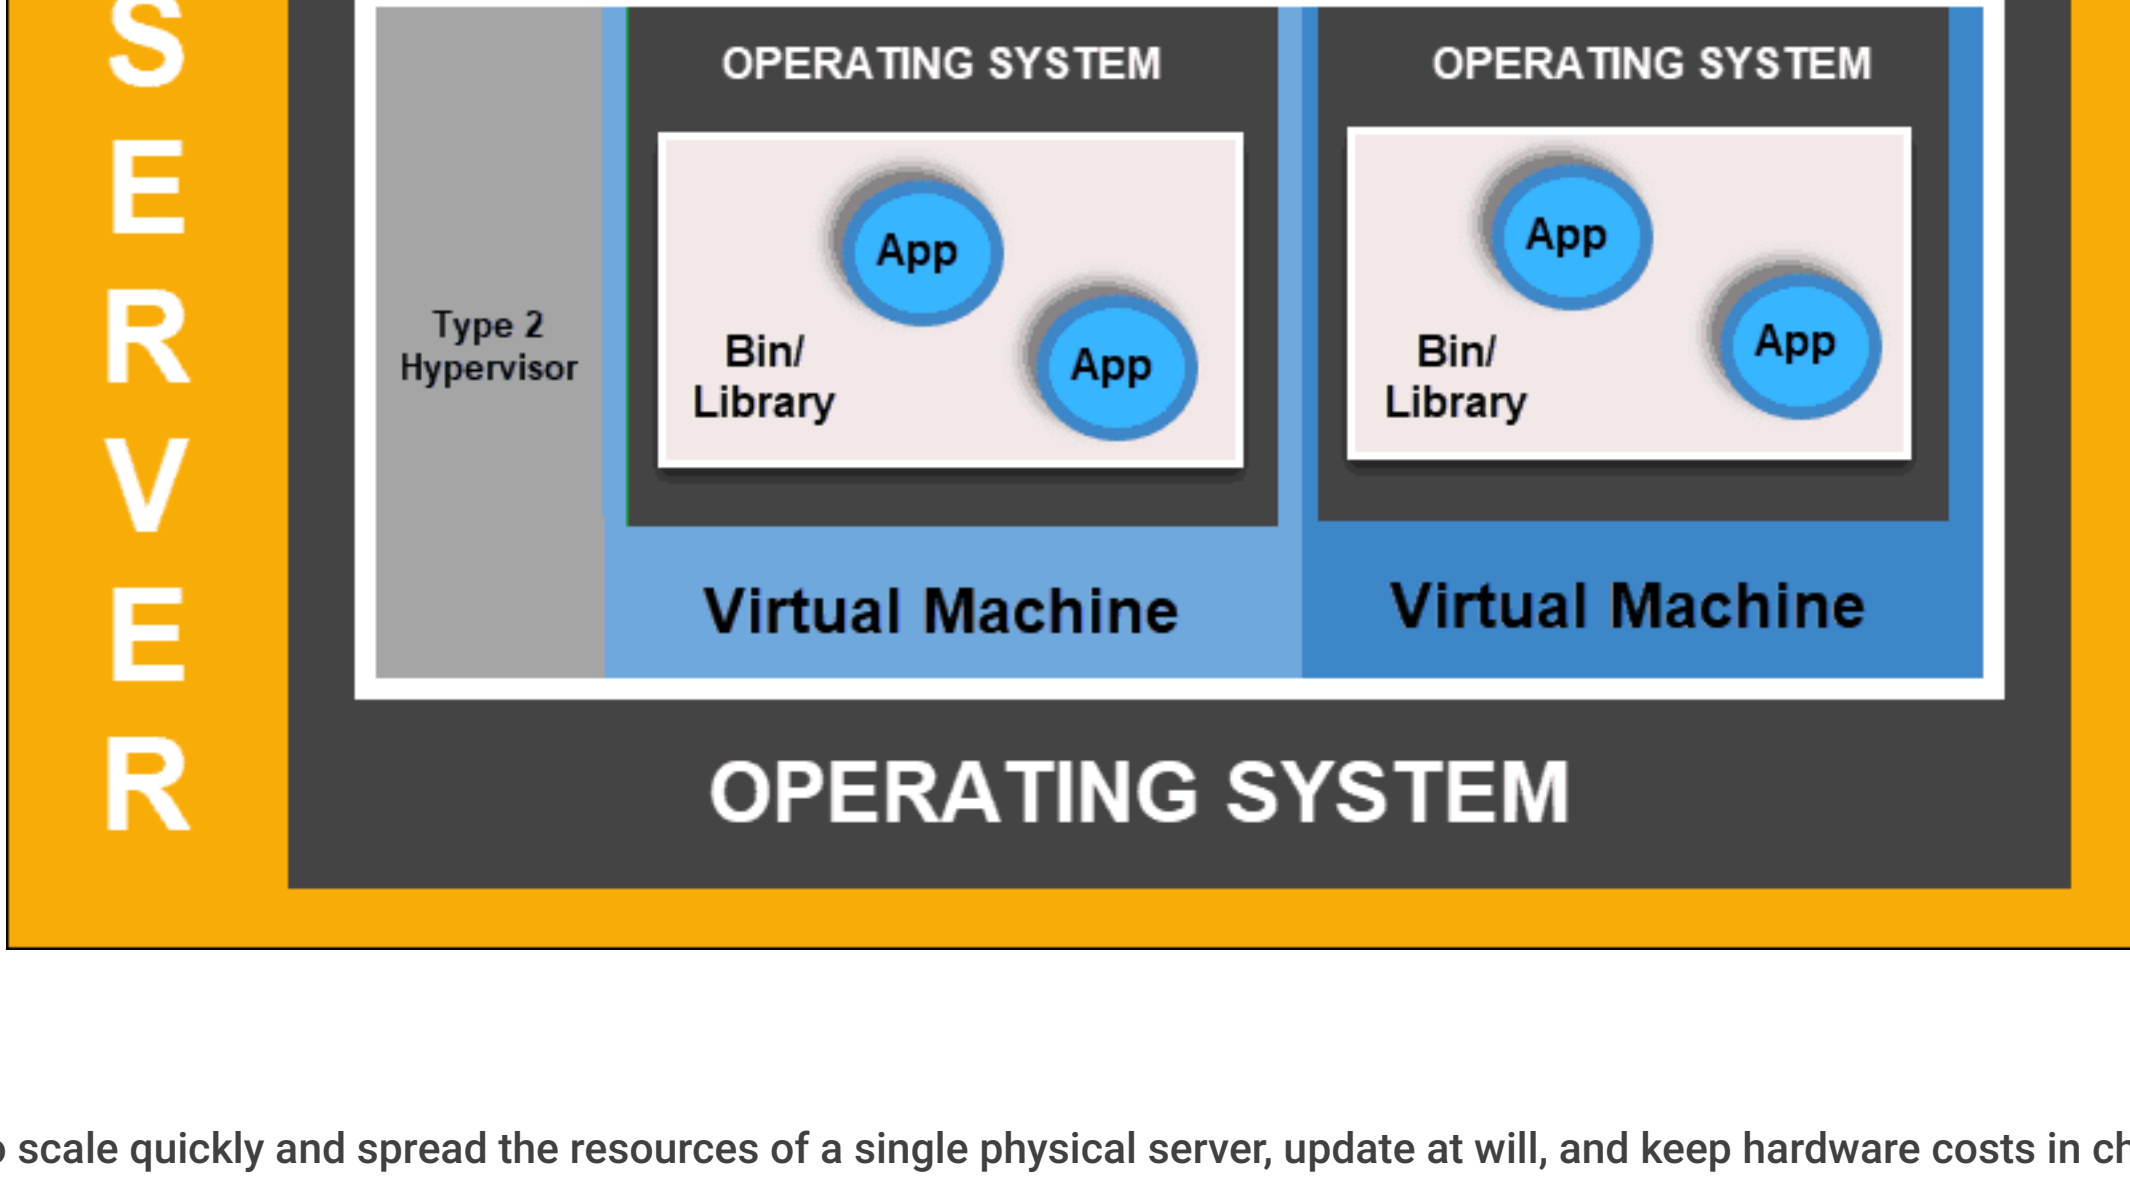 SERVER
OPERATING SYSTEM
OPERATING SYSTEM
App
App
Bin/
Library
App
App
Bin/
Library
Type 2
Hypervisor
Virtual Machine
Virtual Machine
OPERATING SYSTEM
scale quickly and spread the resources of a single physical server, update at will, and keep hardware costs in